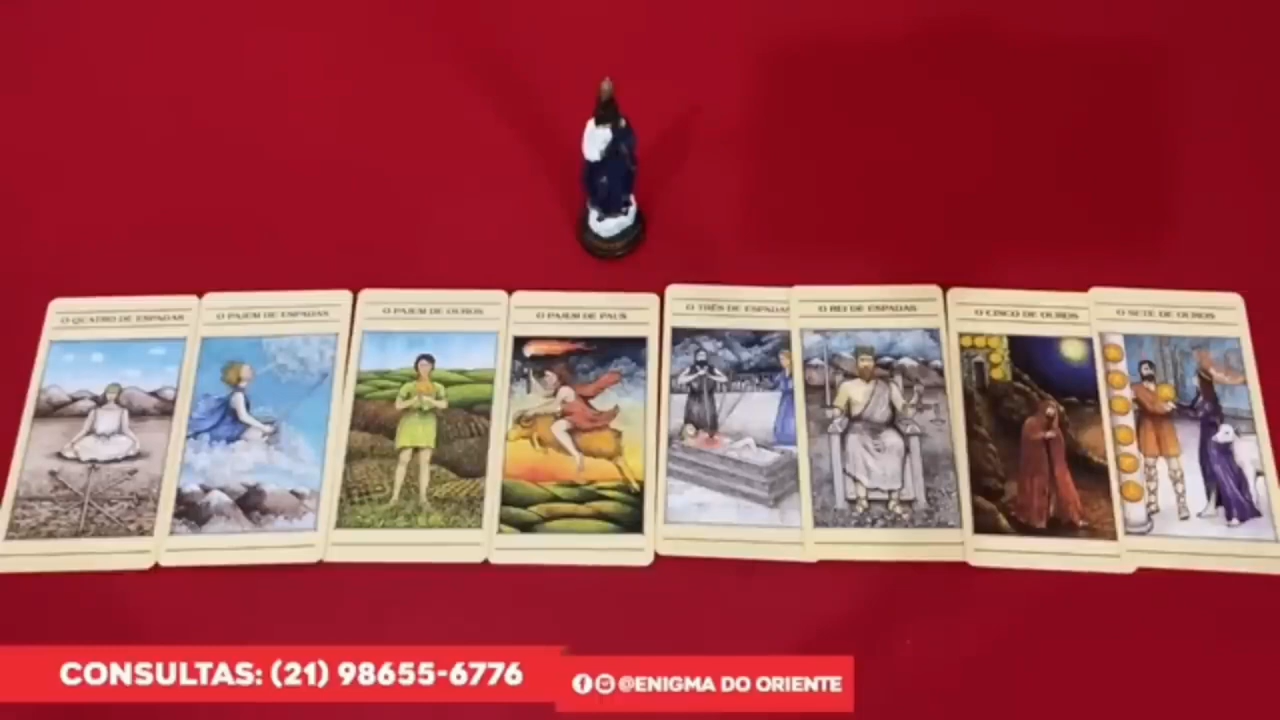 O QUATRO DE ESPADAS
O PAJEM DE ESPADAS
O PAJEM DE OUROS
O PAJEM DE PAUS
O TRÊS DE ESPADAS
O REI DE ESPADAS
O CINCO DE OUROS
O SETE DE OUROS
CONSULTAS: (21) 98655-6776
@ENIGMA DO ORIENTE